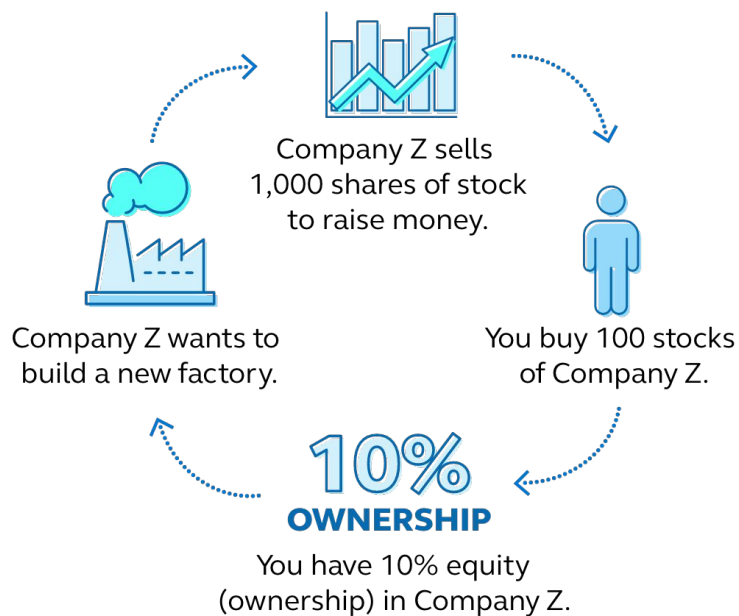 Company Z sells
1,000 shares of stock
to raise money.
You buy 100 stocks
of Company Z.
10%
OWNERSHIP
You have 10% equity
(ownership) in Company Z.
Company Z wants to
build a new factory.